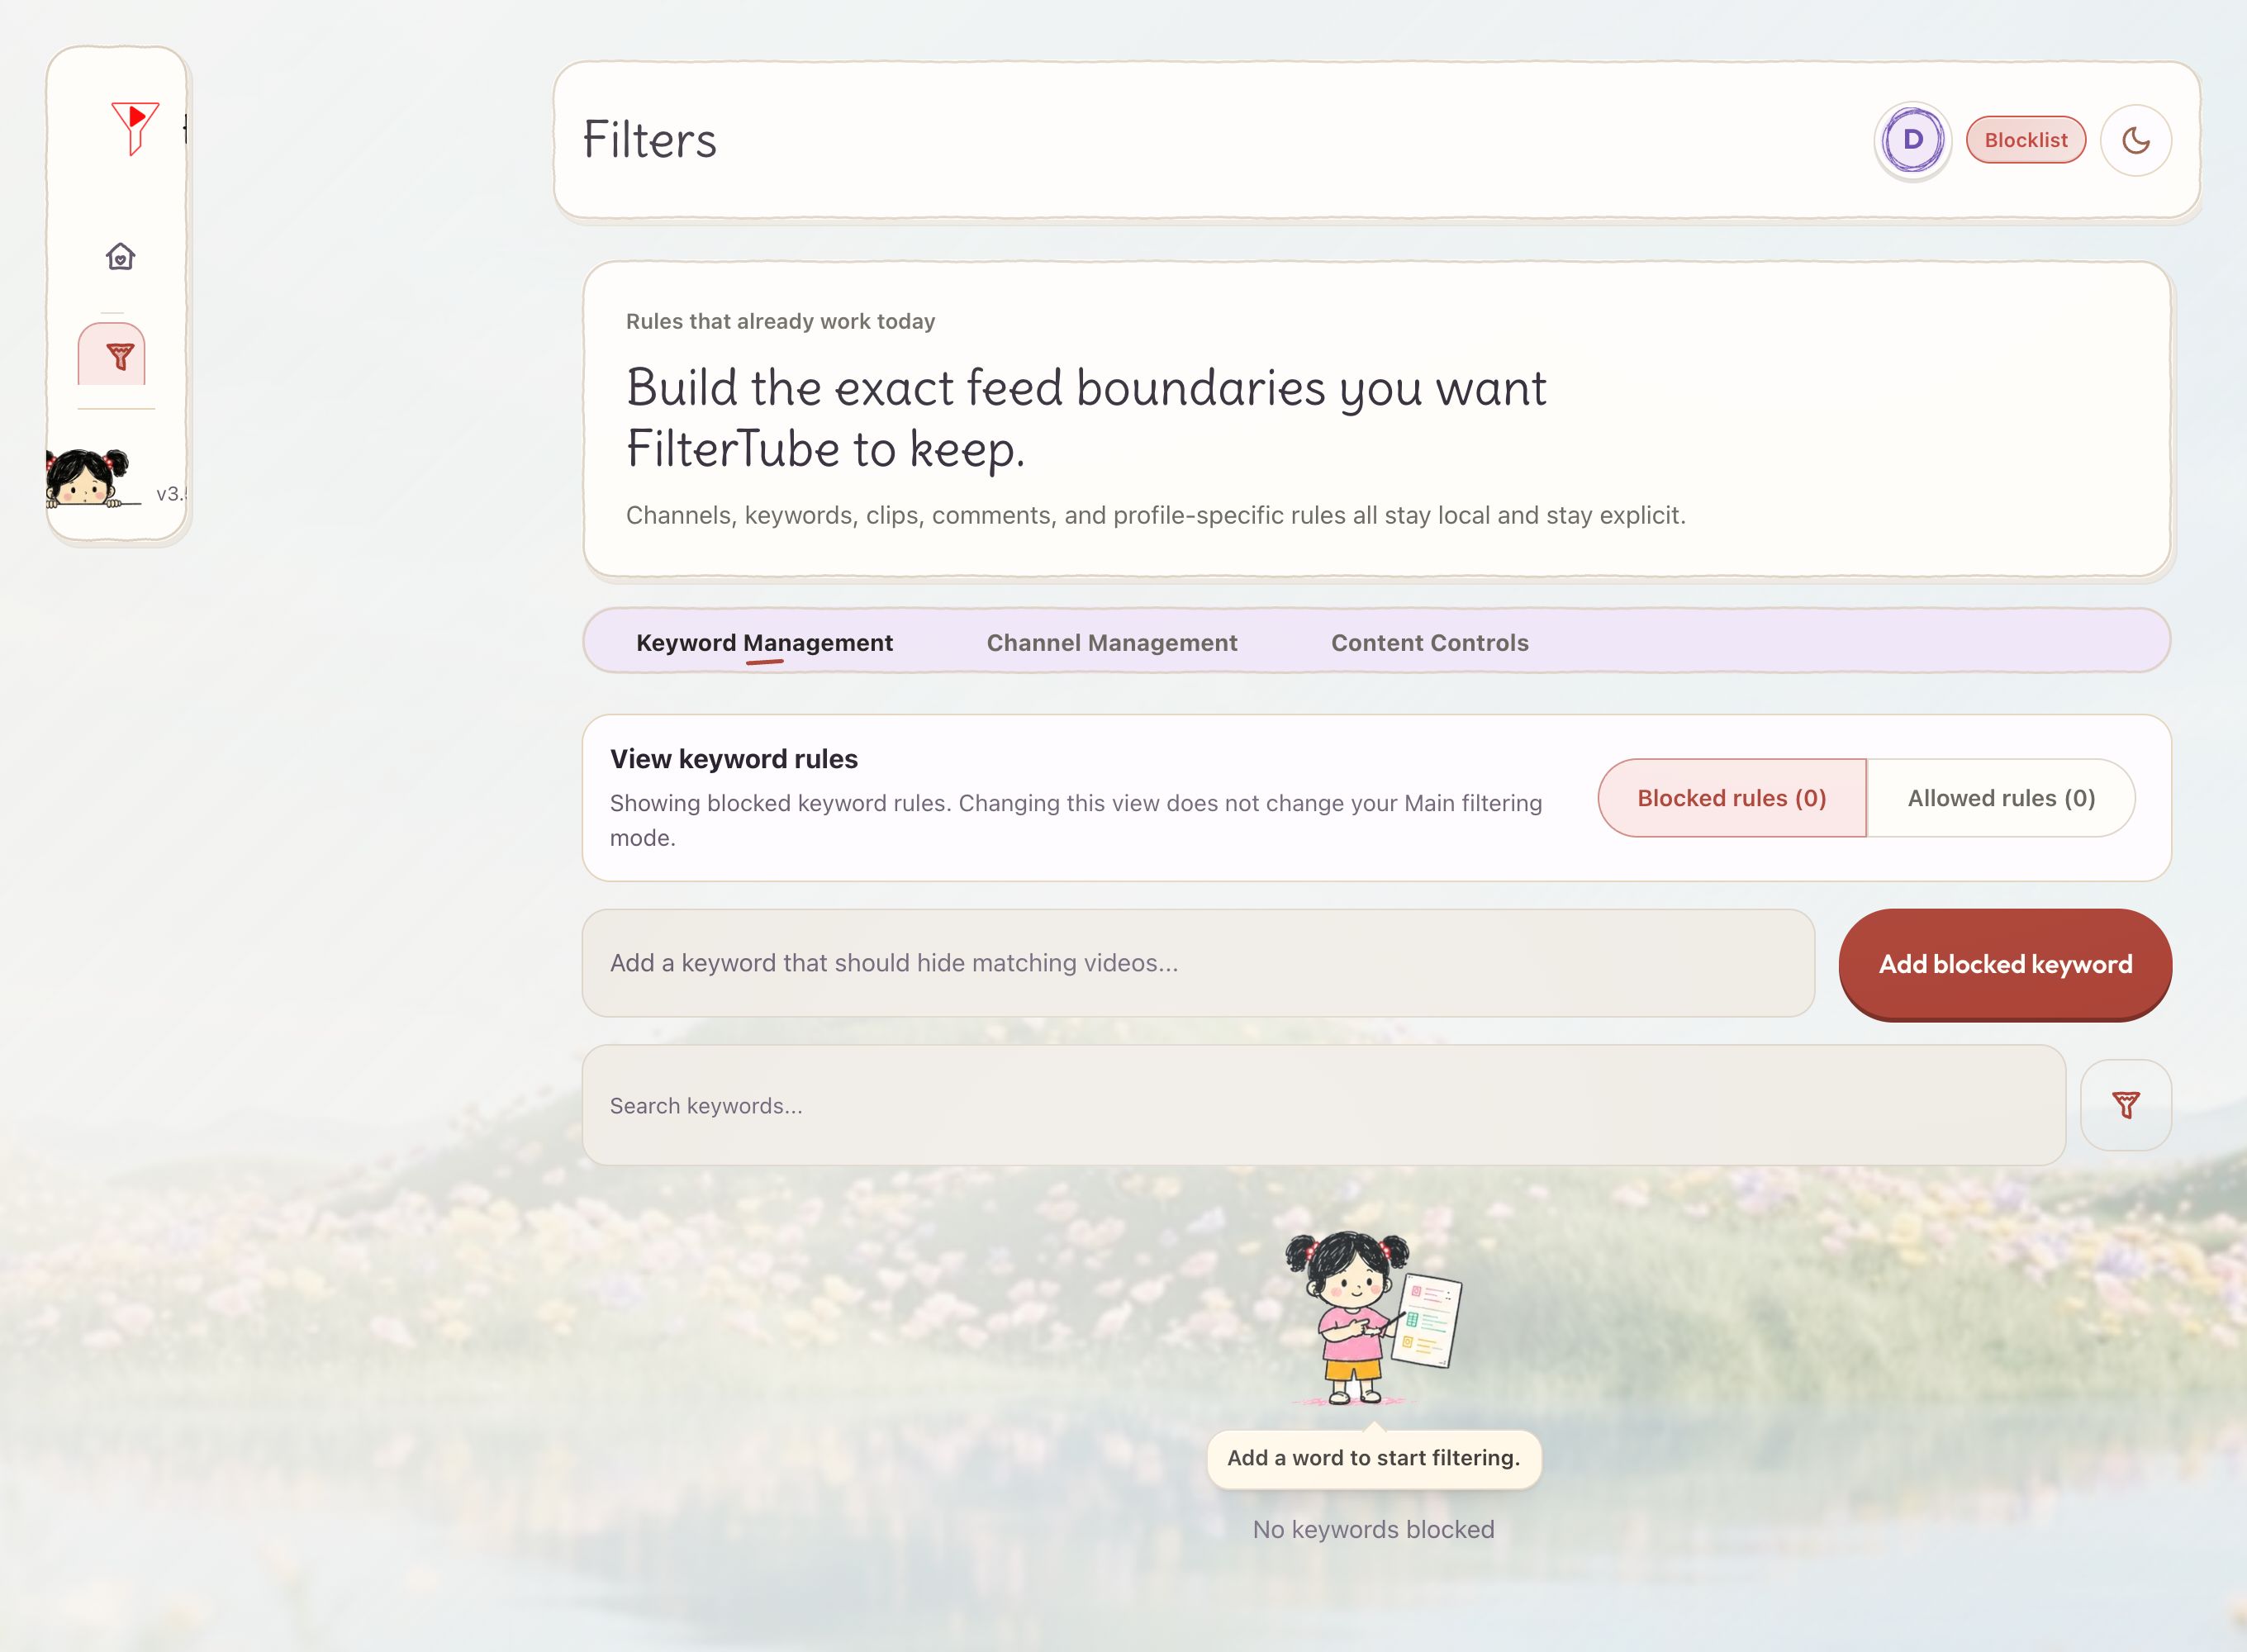 Filters
D
Blocklist
Rules that already work today
Build the exact feed boundaries you want
FilterTube to keep.
Channels, keywords, clips, comments, and profile-specific rules all stay local and stay explicit.
Keyword Management
Channel Management
Content Controls
View keyword rules
Showing blocked keyword rules. Changing this view does not change your Main filtering
mode.
Blocked rules (0)
Allowed rules (0)
Add a keyword that should hide matching videos...
Add blocked keyword
Search keywords...
Add a word to start filtering.
No keywords blocked